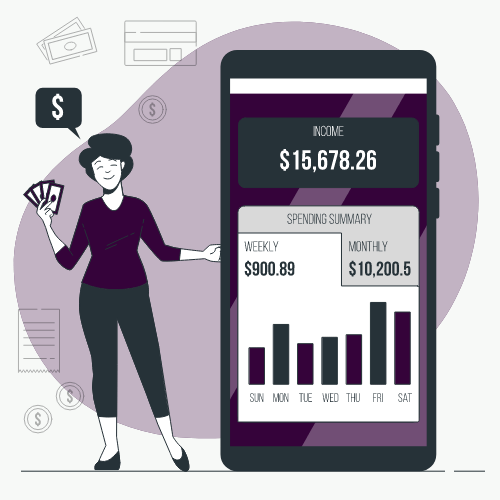 $
$
INCOME
$15,678.26
SPENDING SUMMARY
WEEKLY
MONTHLY
$900.89
$10,200.5
SUN MON TUE WED THU FRI SAT
$
$